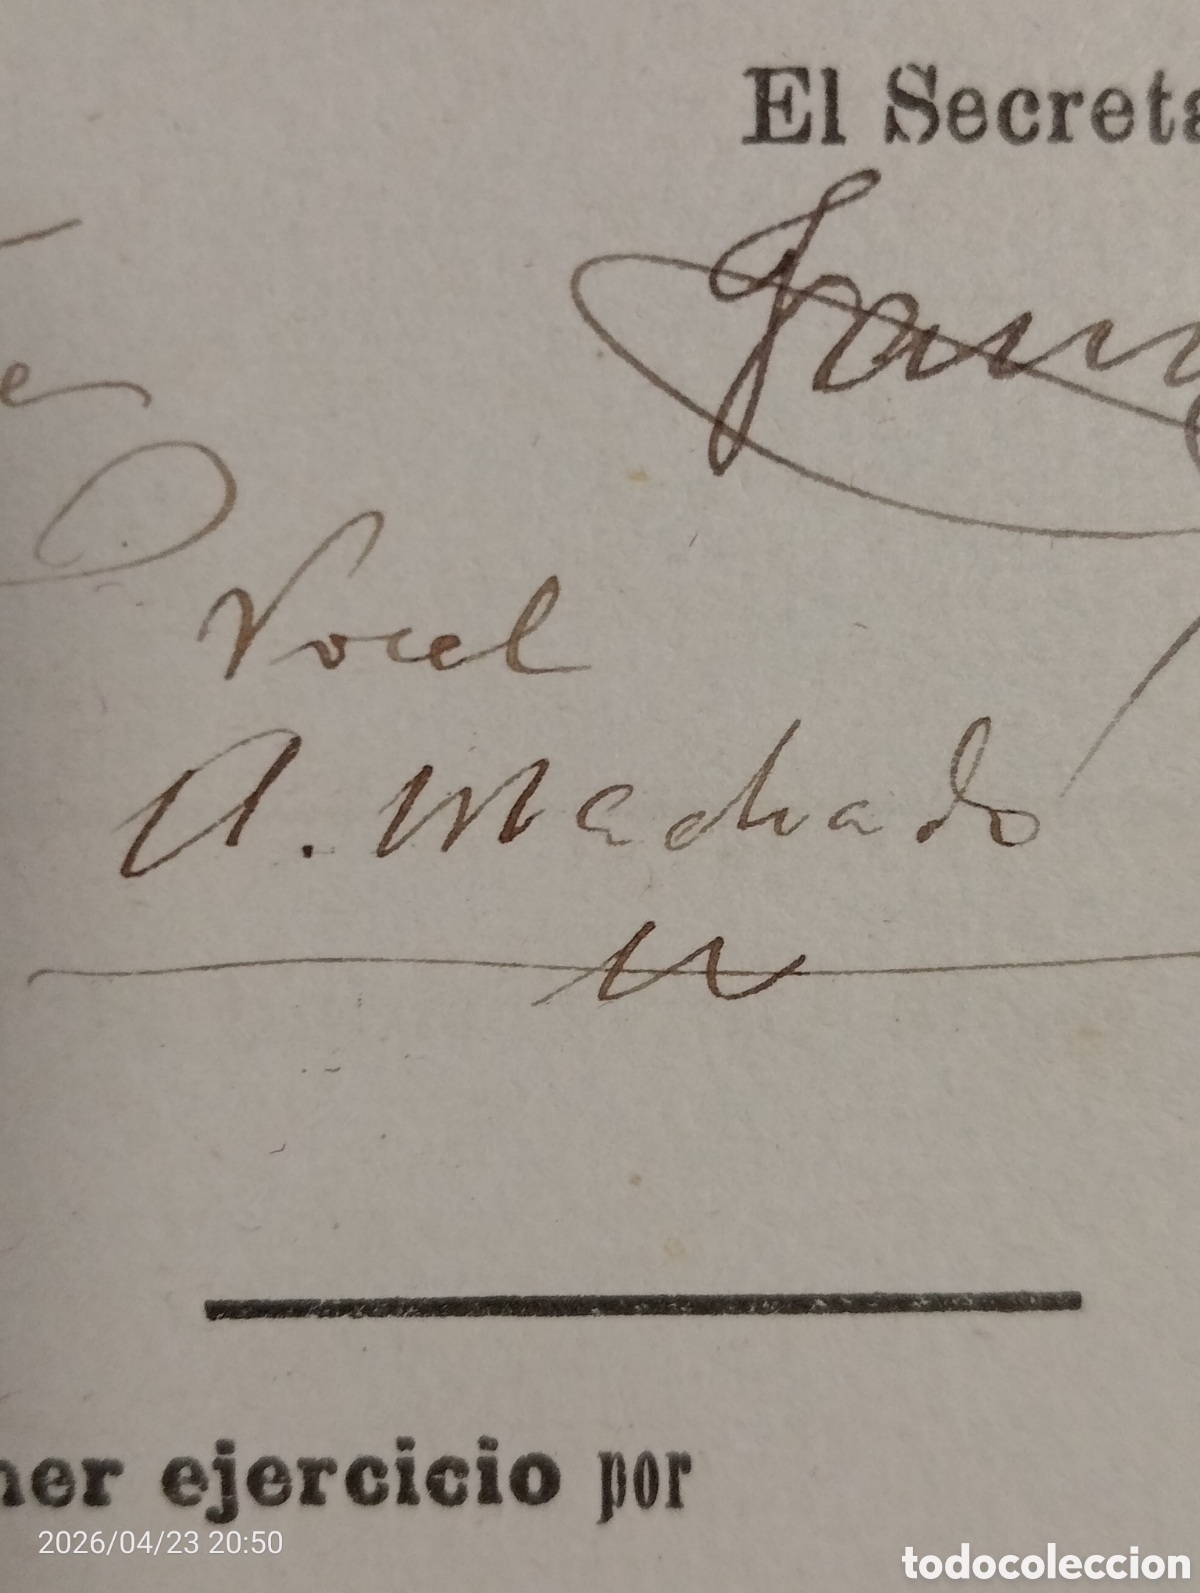 El Secreta
Vocal
A. Machado
ner ejercicio por
2026/04/23 20:50
todocoleccion